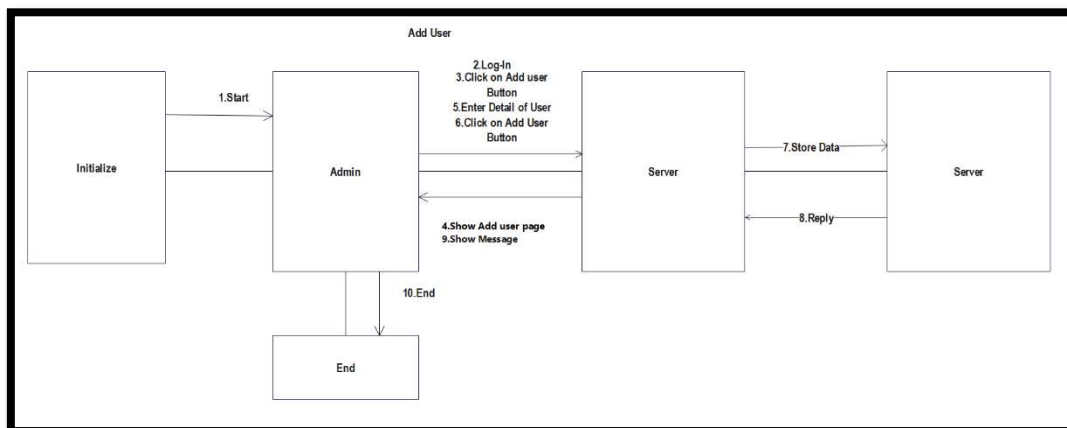 Add User
2.Log-In
3.Click on Add user
Button
5.Enter Detail of User
6.Click on Add User
Button
1.Start
Initialize
Admin
Server
7.Store Data
Server
8.Reply
4.Show Add user page
9.Show Message
10.End
End